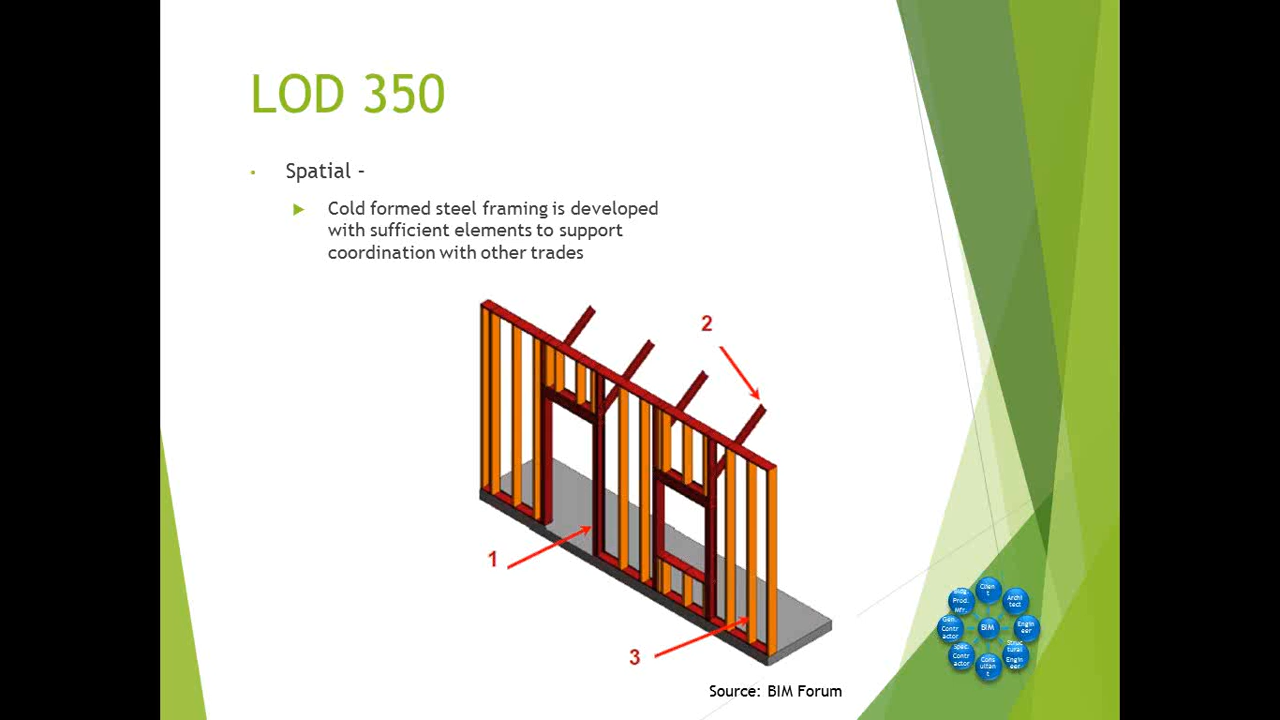 LOD 350
• Spatial -
Cold formed steel framing is developed
with sufficient elements to support
coordination with other trades
2
1
3
Clien
t
Bldg.
Prod.
Mfr.
Archi
tect
Gen.
Contr
actor
BIM
Engin
eer
Spec.
Contr
actor
Struc
tural
Engin
eer
Cons
ultan
t
Source: BIM Forum